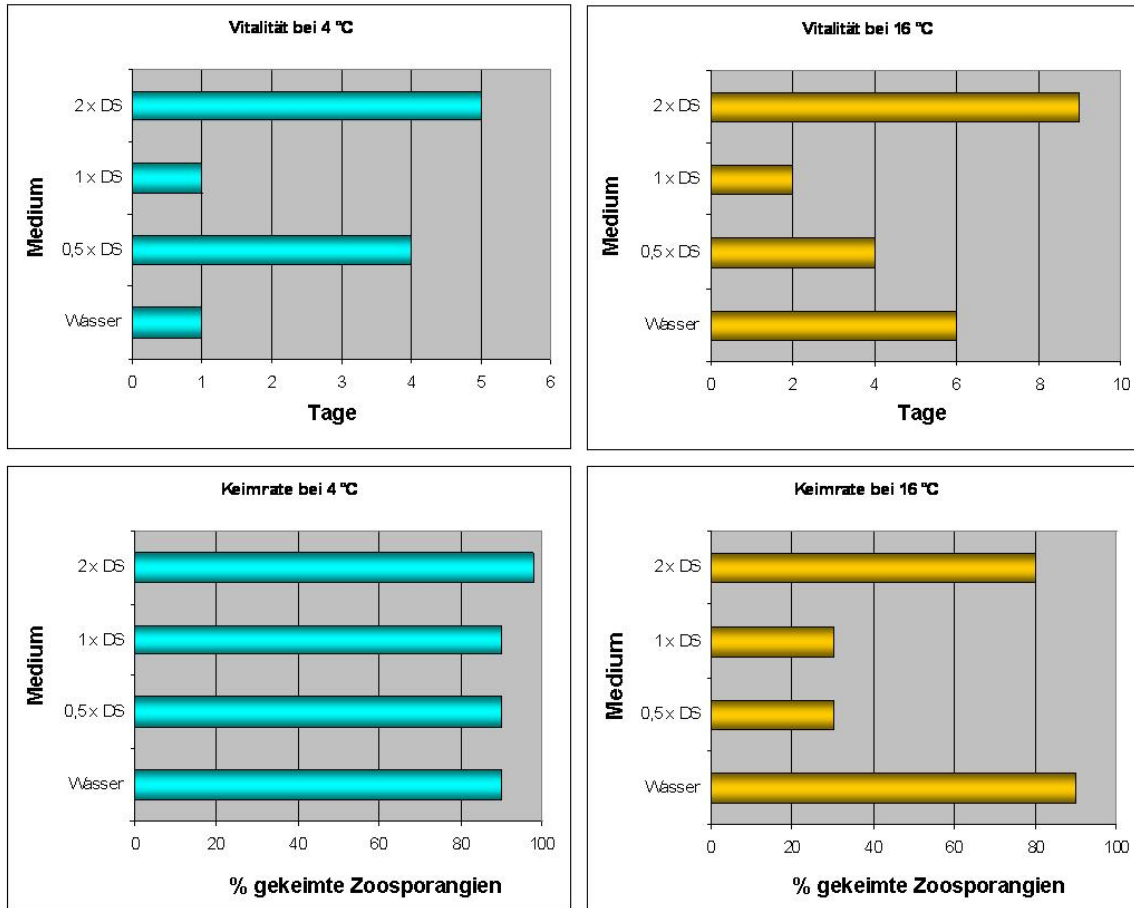 Vitalität bei 4 °C
Medium
2 x DS
1 x DS
0,5 x DS
Wasser
0 1 2 3 4 5 6
Tage
Vitalität bei 16 °C
Medium
2 x DS
1 x DS
0,5 x DS
Wasser
0 2 4 6 8 10
Tage
Keimrate bei 4 °C
Medium
2 x DS
1 x DS
0,5 x DS
Wasser
0 20 40 60 80 100
% gekeimte Zoosporangien
Keimrate bei 16 °C
Medium
2 x DS
1 x DS
0,5 x DS
Wasser
0 20 40 60 80 100
% gekeimte Zoosporangien